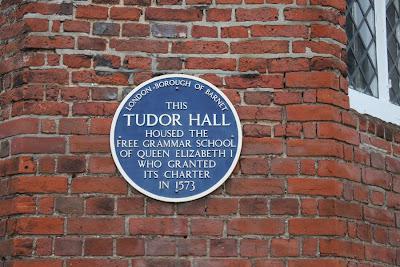 LONDON·BOROUGH OF BARNET
THIS
TUDOR HALL
HOUSED THE
FREE GRAMMAR SCHOOL
OF QUEEN ELIZABETH I
WHO GRANTED
ITS CHARTER
IN 1573